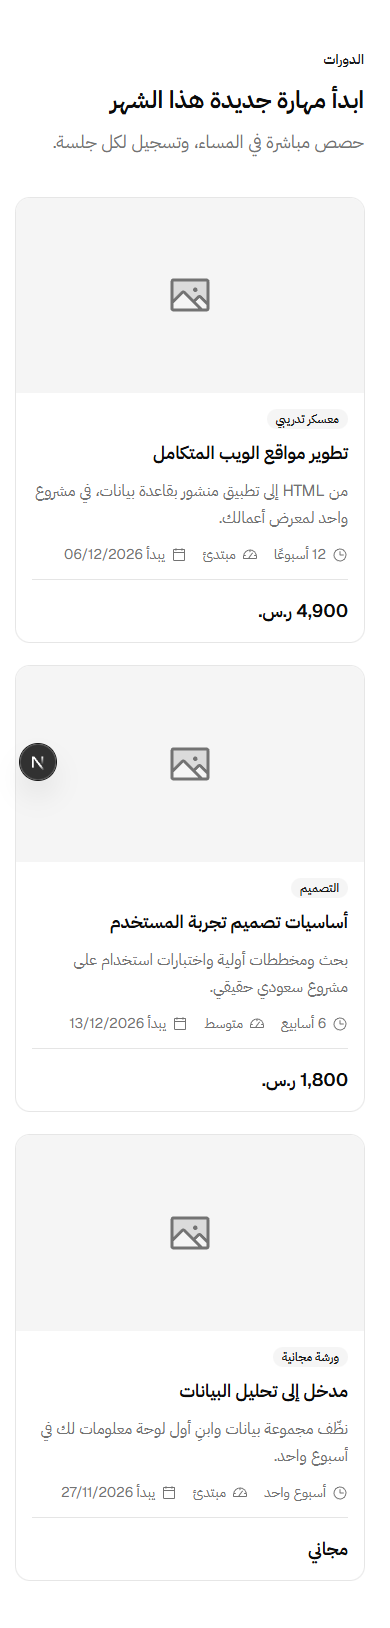 الدورات
ابدأ مهارة جديدة هذا الشهر
حصص مباشرة في المساء، وتسجيل لكل جلسة.
معسكر تدريبي
تطوير مواقع الويب المتكامل
من HTML إلى تطبيق منشور بقاعدة بيانات، في مشروع
واحد لمعرض أعمالك.
12 أسبوعًا مبتدئ يبدأ 06/12/2026
4,900 ر.س.
N
التصميم
أساسيات تصميم تجربة المستخدم
بحث ومخططات أولية واختبارات استخدام على
مشروع سعودي حقيقي.
6 أسابيع متوسط يبدأ 13/12/2026
1,800 ر.س.
ورشة مجانية
مدخل إلى تحليل البيانات
نظّف مجموعة بيانات وابنِ أول لوحة معلومات لك في
أسبوع واحد.
أسبوع واحد مبتدئ يبدأ 27/11/2026
مجاني